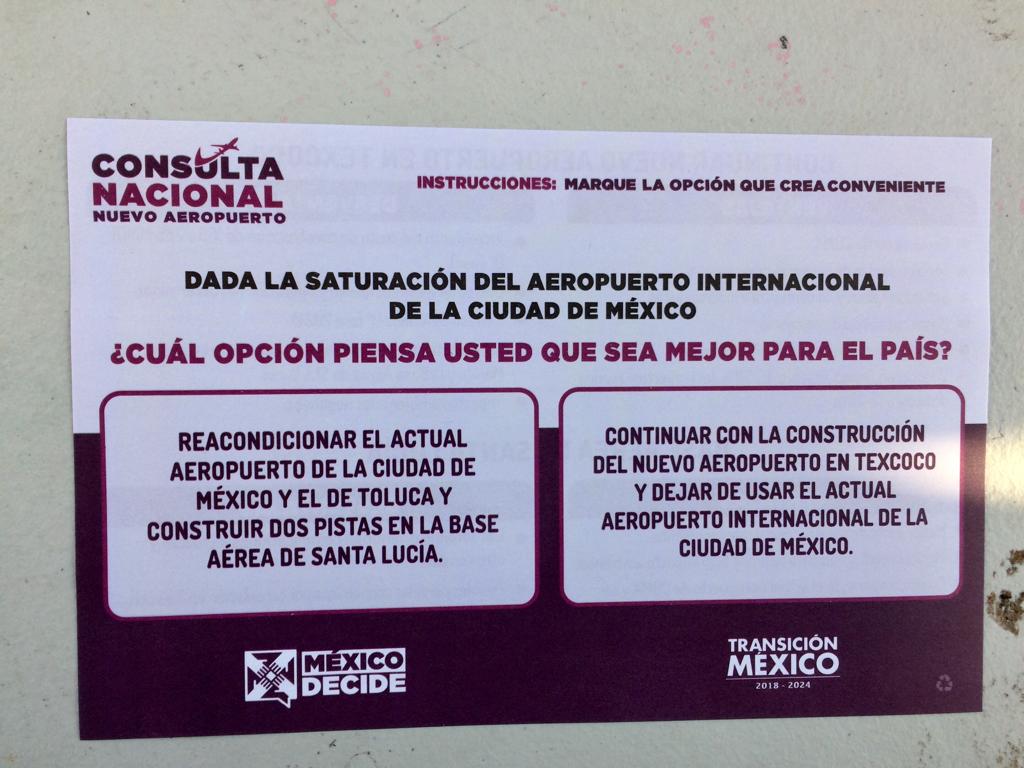 CONSULTA
NACIONAL
NUEVO AEROPUERTO
INSTRUCCIONES: MARQUE LA OPCIÓN QUE CREA CONVENIENTE
DADA LA SATURACIÓN DEL AEROPUERTO INTERNACIONAL
DE LA CIUDAD DE MÉXICO
¿CUÁL OPCIÓN PIENSA USTED QUE SEA MEJOR PARA EL PAÍS?
REACONDICIONAR EL ACTUAL
AEROPUERTO DE LA CIUDAD DE
MÉXICO Y EL DE TOLUCA Y
CONSTRUIR DOS PISTAS EN LA BASE
AÉREA DE SANTA LUCÍA.
CONTINUAR CON LA CONSTRUCCIÓN
DEL NUEVO AEROPUERTO EN TEXCOCO
Y DEJAR DE USAR EL ACTUAL
AEROPUERTO INTERNACIONAL DE LA
CIUDAD DE MÉXICO.
MÉXICO
DECIDE
TRANSICIÓN
MÉXICO
2018 - 2024